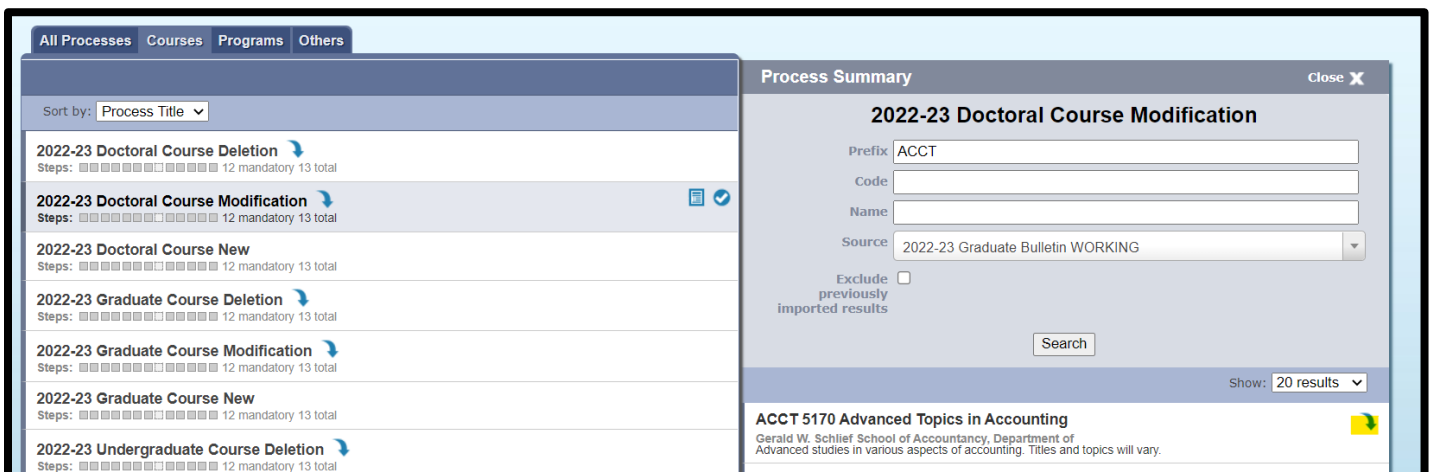 All Processes Courses Programs Others
Sort by: Process Title
2022-23 Doctoral Course Deletion
Steps: 12 mandatory 13 total
2022-23 Doctoral Course Modification
Steps: 12 mandatory 13 total
2022-23 Doctoral Course New
Steps: 12 mandatory 13 total
2022-23 Graduate Course Deletion
Steps: 12 mandatory 13 total
2022-23 Graduate Course Modification
Steps: 12 mandatory 13 total
2022-23 Graduate Course New
Steps: 12 mandatory 13 total
2022-23 Undergraduate Course Deletion
Steps: 12 mandatory 13 total
Process Summary Close X
2022-23 Doctoral Course Modification
Prefix ACCT
Code
Name
Source 2022-23 Graduate Bulletin WORKING
Exclude
previously
imported results
Search
Show: 20 results
ACCT 5170 Advanced Topics in Accounting
Gerald W. Schlief School of Accountancy, Department of
Advanced studies in various aspects of accounting. Titles and topics will vary.